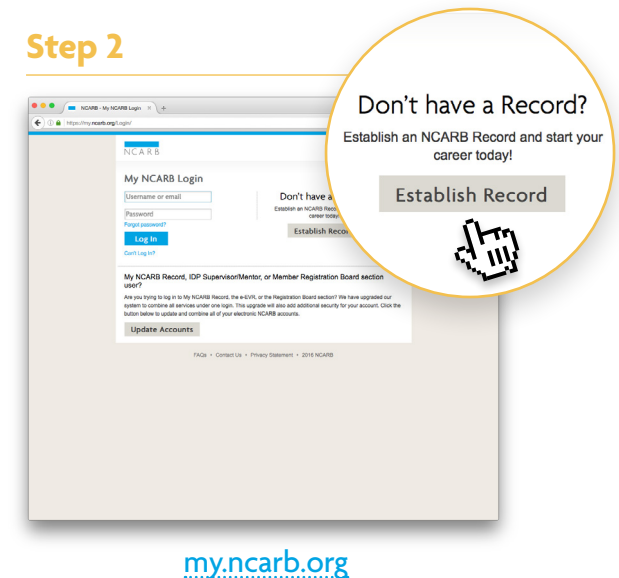 Step 2
NCARB - My NCARB Login
https://my.ncarb.org/Login/
NCARB
My NCARB Login
Username or email
Password
Forgot password?
Log In
Can't Log In?
Don't have a
Establish an NCARB Reco
career today!
Establish Recor
Don't have a Record?
Establish an NCARB Record and start your
career today!
Establish Record
My NCARB Record, IDP Supervisor/Mentor, or Member Registration Board section
user?
Are you trying to log in to My NCARB Record, the e-EVR, or the Registration Board section? We have upgraded our
system to combine all services under one login. This upgrade will also add additional security for your account. Click the
button below to update and combine all of your electronic NCARB accounts.
Update Accounts
FAQs • Contact Us • Privacy Statement • 2016 NCARB
my.ncarb.org